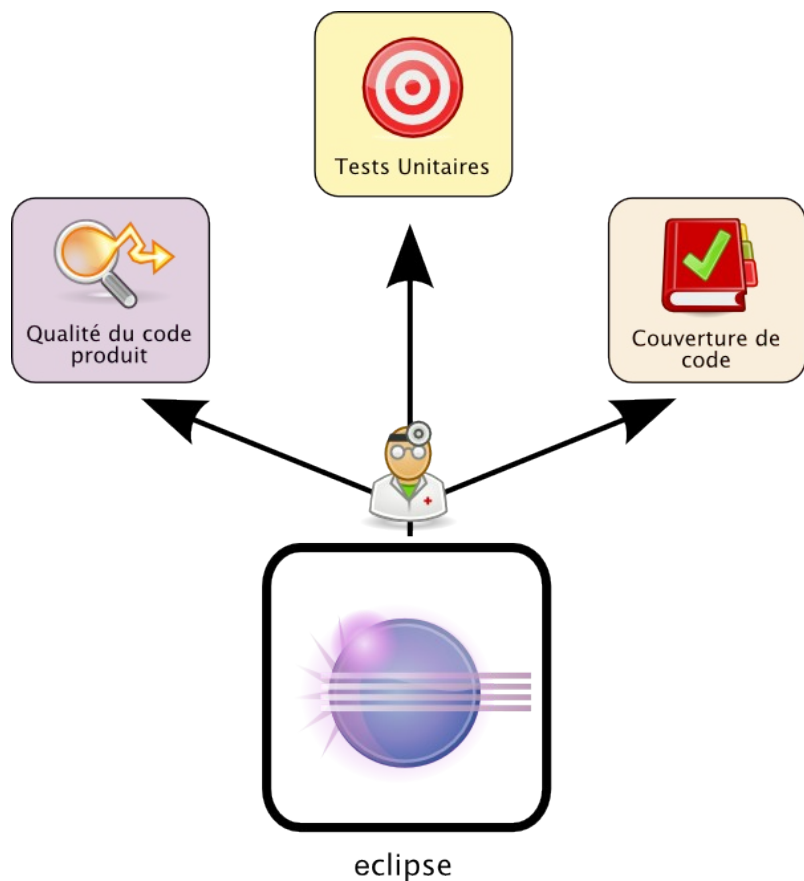 Tests Unitaires
Qualité du code
produit
Couverture de
code
eclipse